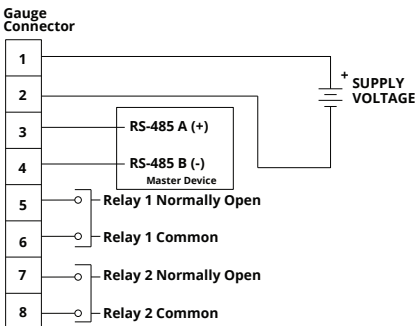 Gauge
Connector
1
2
3
4
5
6
7
8
+
SUPPLY
VOLTAGE
RS-485 A (+)
RS-485 B (-)
Master Device
Relay 1 Normally Open
Relay 1 Common
Relay 2 Normally Open
Relay 2 Common